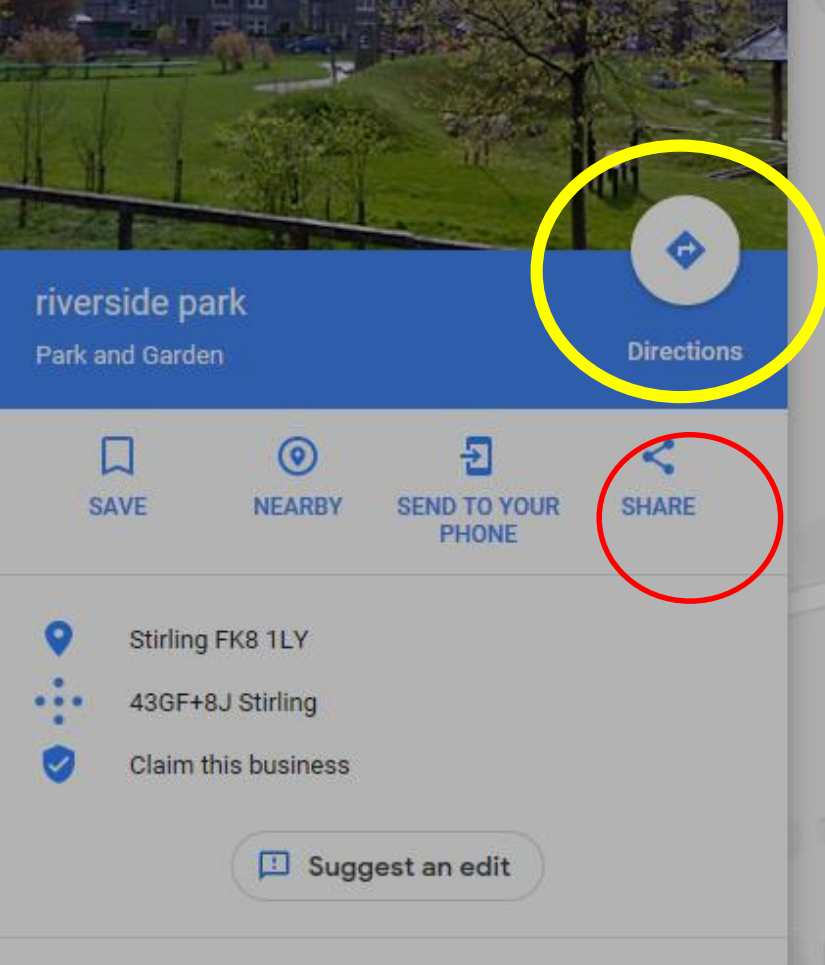 riverside park
Park and Garden
Directions
SAVE
NEARBY
SEND TO YOUR
PHONE
SHARE
Stirling FK8 1LY
43GF+8J Stirling
Claim this business
Suggest an edit